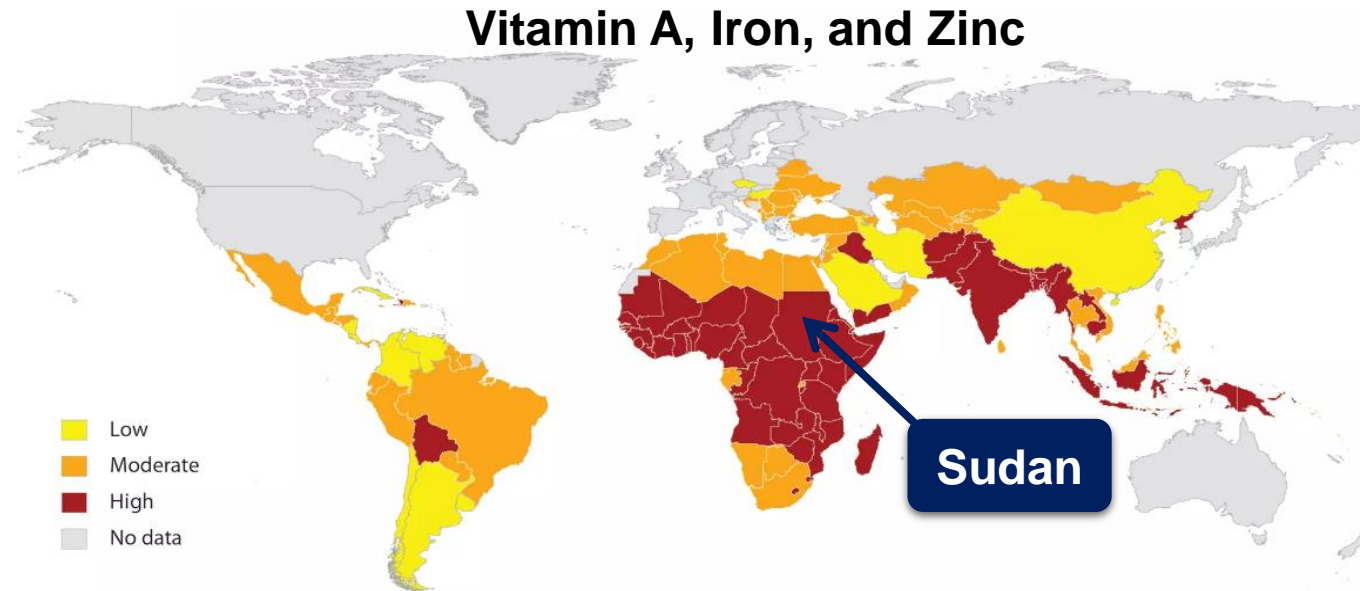 Vitamin A, Iron, and Zinc
Low
Moderate
High
No data
Sudan